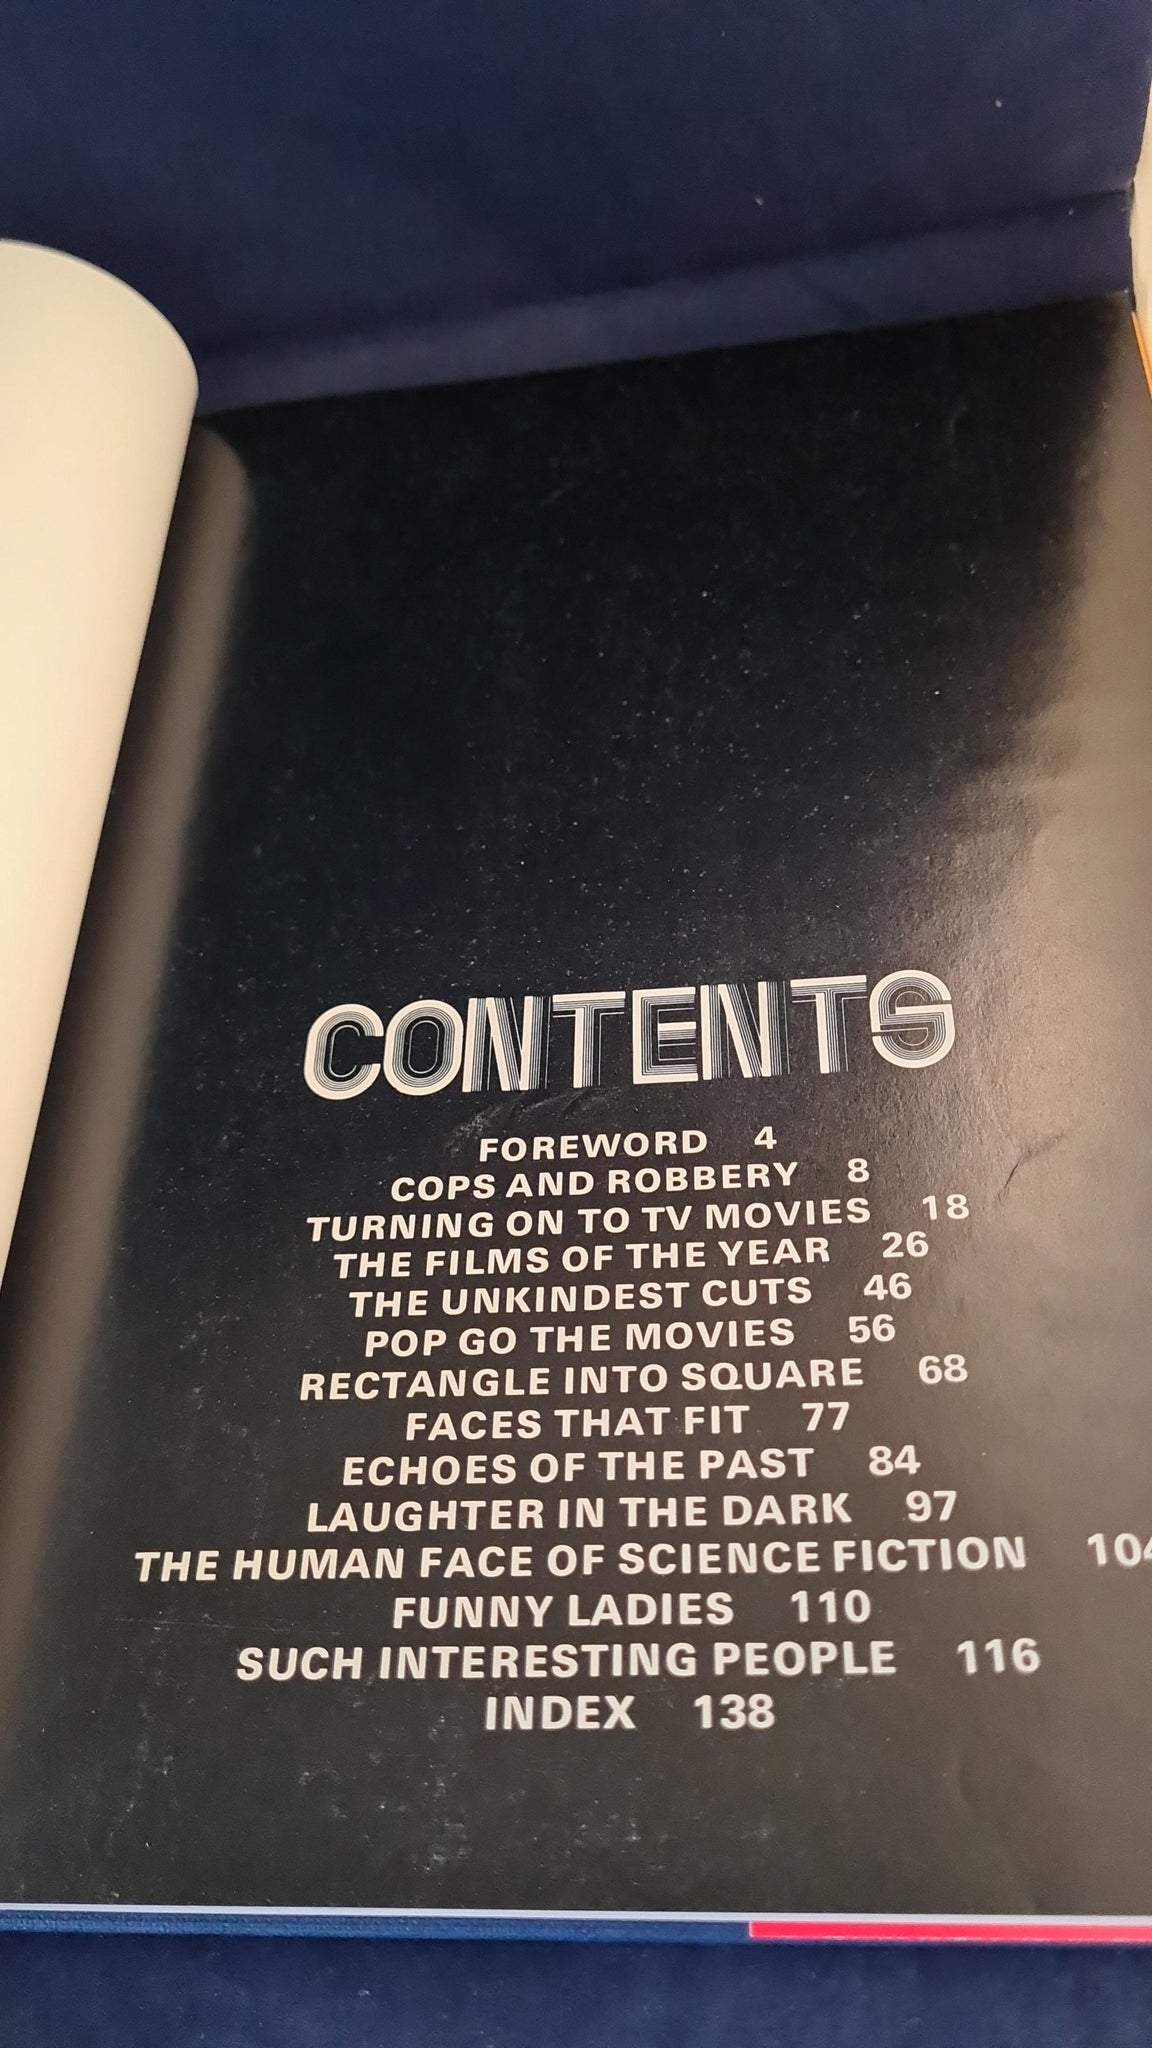 CONTENTS
FOREWORD 4
COPS AND ROBBERY 8
TURNING ON TO TV MOVIES 18
THE FILMS OF THE YEAR 26
THE UNKINDEST CUTS 46
POP GO THE MOVIES 56
RECTANGLE INTO SQUARE 68
FACES THAT FIT 77
ECHOES OF THE PAST 84
LAUGHTER IN THE DARK 97
THE HUMAN FACE OF SCIENCE FICTION 104
FUNNY LADIES 110
SUCH INTERESTING PEOPLE 116
INDEX 138